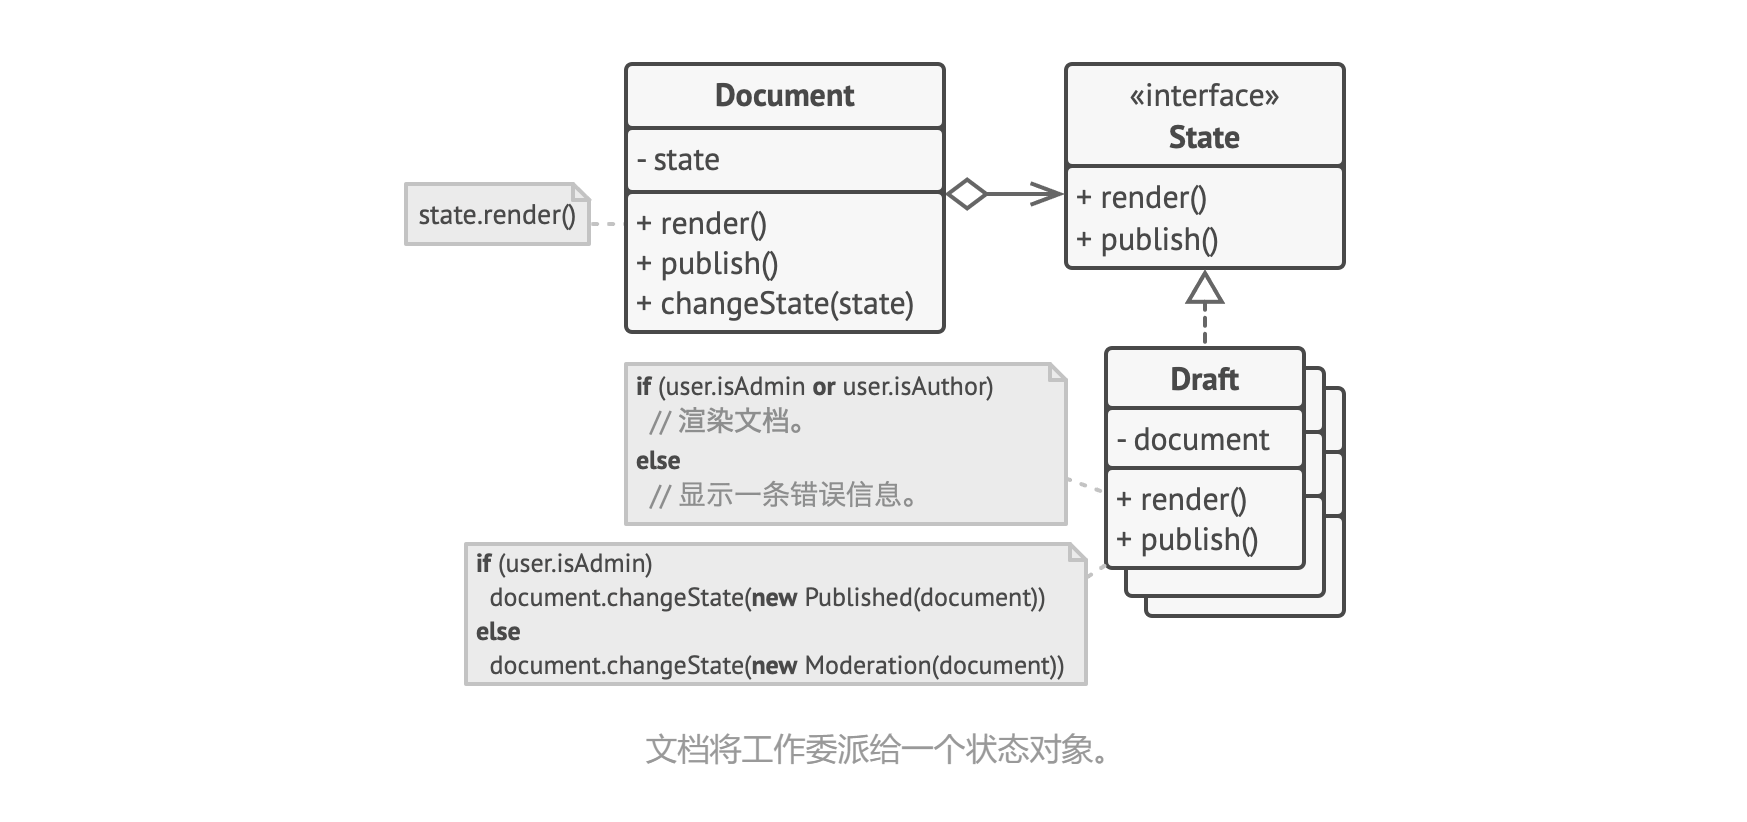 Document
- state
+ render()
+ publish()
+ changeState(state)
state.render()
«interface»
State
+ render()
+ publish()
Draft
- document
+ render()
+ publish()
if (user.isAdmin or user.isAuthor)
// 渲染文档。
else
// 显示一条错误信息。
if (user.isAdmin)
document.changeState(new Published(document))
else
document.changeState(new Moderation(document))
文档将工作委派给一个状态对象。